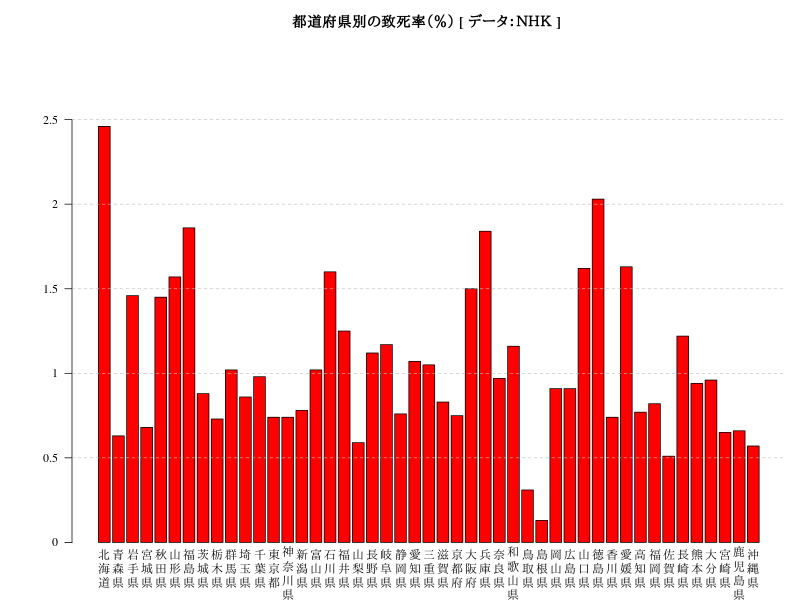 都道府県別の致死率(%) [ データ:NHK ]
2.5
2
1.5
1
0.5
0
北海道
青森県
岩手県
宮城県
秋田県
山形県
福島県
茨城県
栃木県
群馬県
埼玉県
千葉県
東京都
神奈川県
新潟県
富山県
石川県
福井県
山梨県
長野県
岐阜県
静岡県
愛知県
三重県
滋賀県
京都府
大阪府
兵庫県
奈良県
和歌山県
鳥取県
島根県
岡山県
広島県
山口県
徳島県
香川県
愛媛県
高知県
福岡県
佐賀県
長崎県
熊本県
大分県
宮崎県
鹿児島県
沖縄県